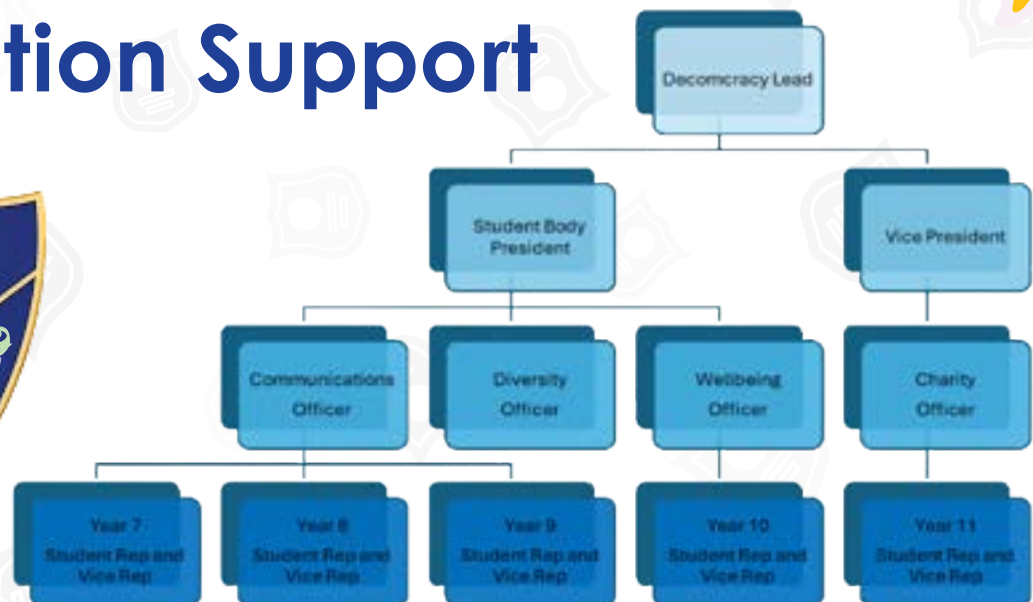 tion Support
Decomcracy Lead
Student Body
President
Vice President
Communications
Officer
Diversity
Officer
Wellbeing
Officer
Charity
Officer
Year 7
Student Rep and
Vice Rep
Year 8
Student Rep and
Vice Rep
Year 9
Student Rep and
Vice Rep
Year 10
Student Rep and
Vice Rep
Year 11
Student Rep and
Vice Rep